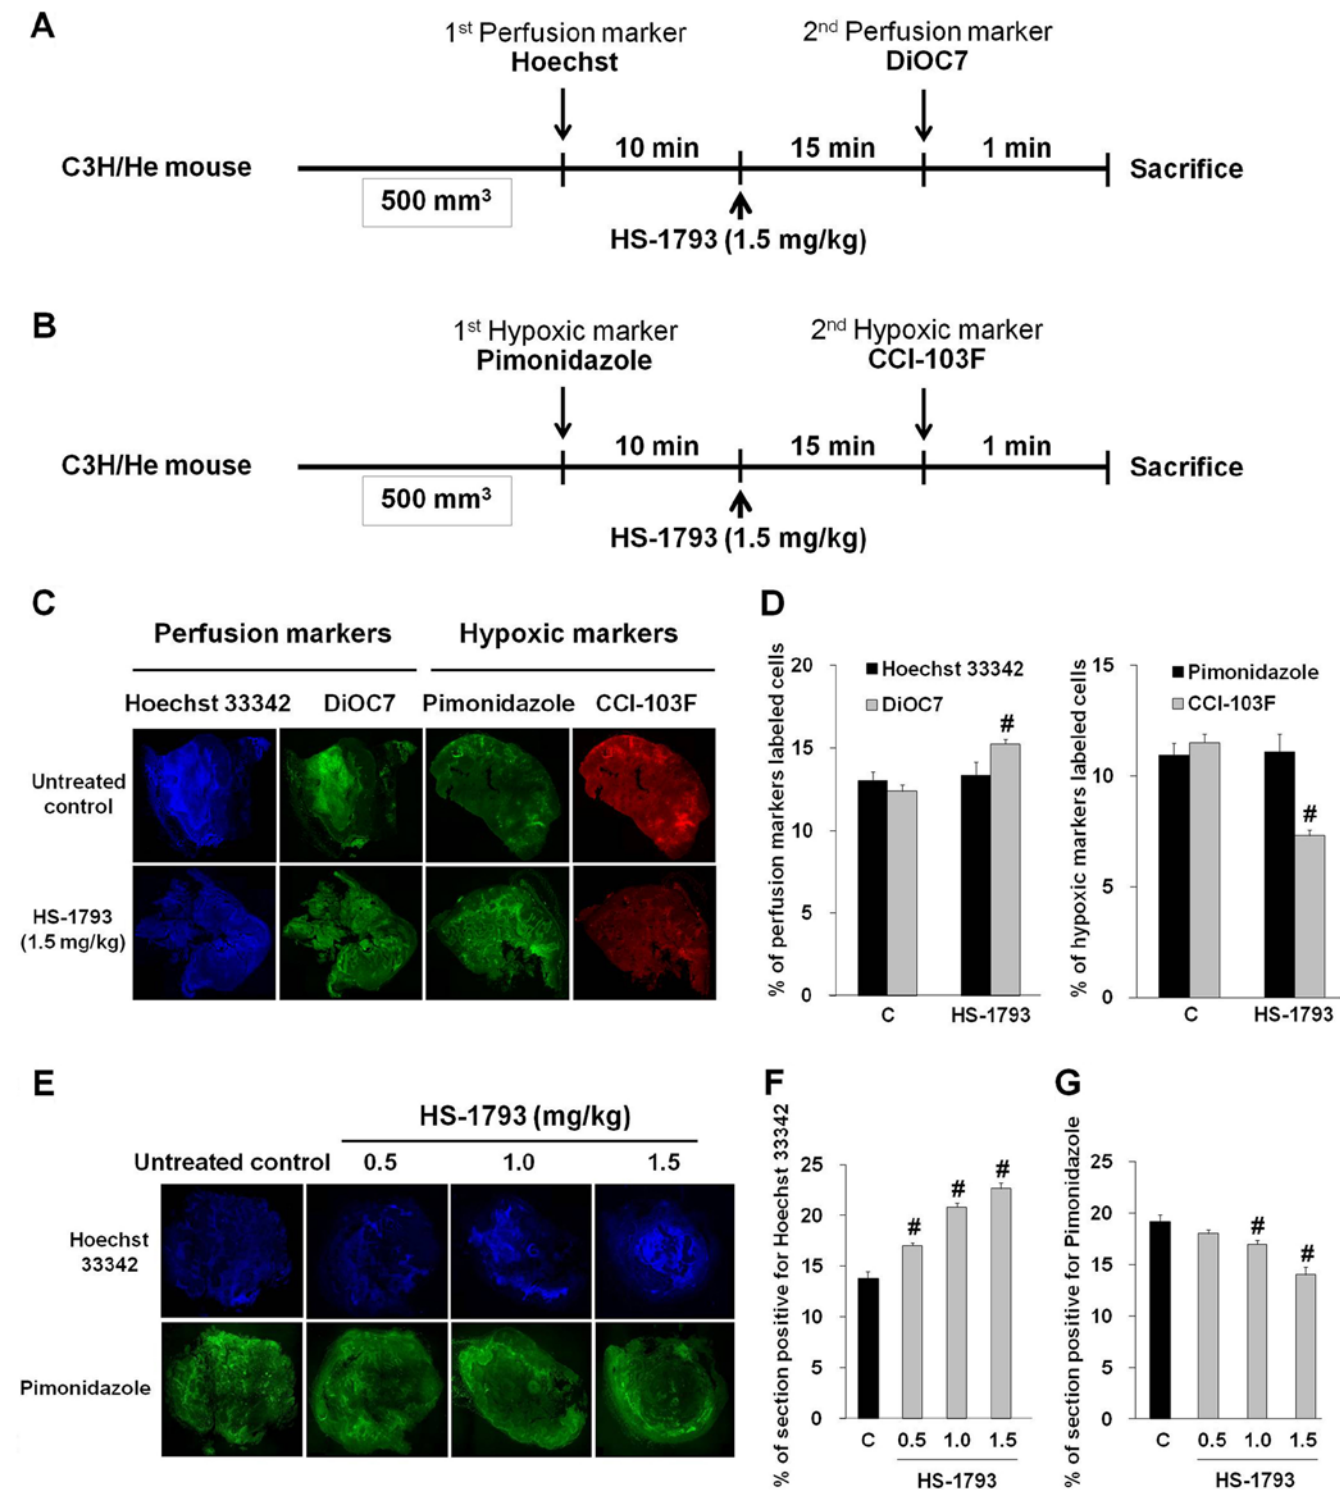 A
1st Perfusion marker
Hoechst
2nd Perfusion marker
DiOC7
C3H/He mouse
10 min
15 min
1 min
Sacrifice
500 mm³
HS-1793 (1.5 mg/kg)
B
1st Hypoxic marker
Pimonidazole
2nd Hypoxic marker
CCI-103F
C3H/He mouse
10 min
15 min
1 min
Sacrifice
500 mm³
HS-1793 (1.5 mg/kg)
C
Perfusion markers
Hypoxic markers
Hoechst 33342
DiOC7
Pimonidazole
CCI-103F
Untreated
control
HS-1793
(1.5 mg/kg)
D
% of perfusion markers labeled cells
20
15
10
5
0
Hoechst 33342
DiOC7
#
C
HS-1793
% of hypoxic markers labeled cells
15
10
5
0
Pimonidazole
CCI-103F
#
C
HS-1793
E
HS-1793 (mg/kg)
Untreated control
0.5
1.0
1.5
Hoechst
33342
Pimonidazole
F
% of section positive for Hoechst 33342
25
20
15
10
5
0
#
#
#
C
0.5
1.0
1.5
HS-1793
G
% of section positive for Pimonidazole
25
20
15
10
5
0
#
#
C
0.5
1.0
1.5
HS-1793